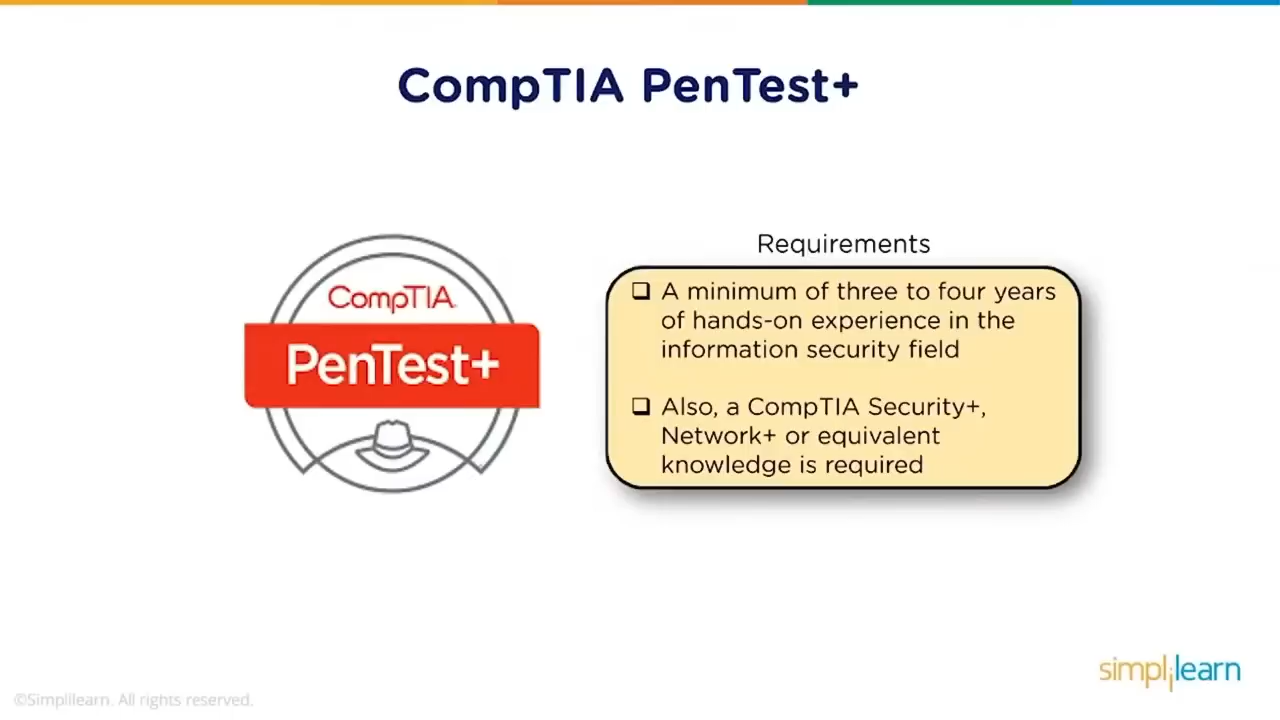 CompTIA PenTest+
CompTIA
PenTest+
Requirements
❑ A minimum of three to four years
of hands-on experience in the
information security field
❑ Also, a CompTIA Security+,
Network+ or equivalent
knowledge is required
simplilearn
©Simplilearn. All rights reserved.